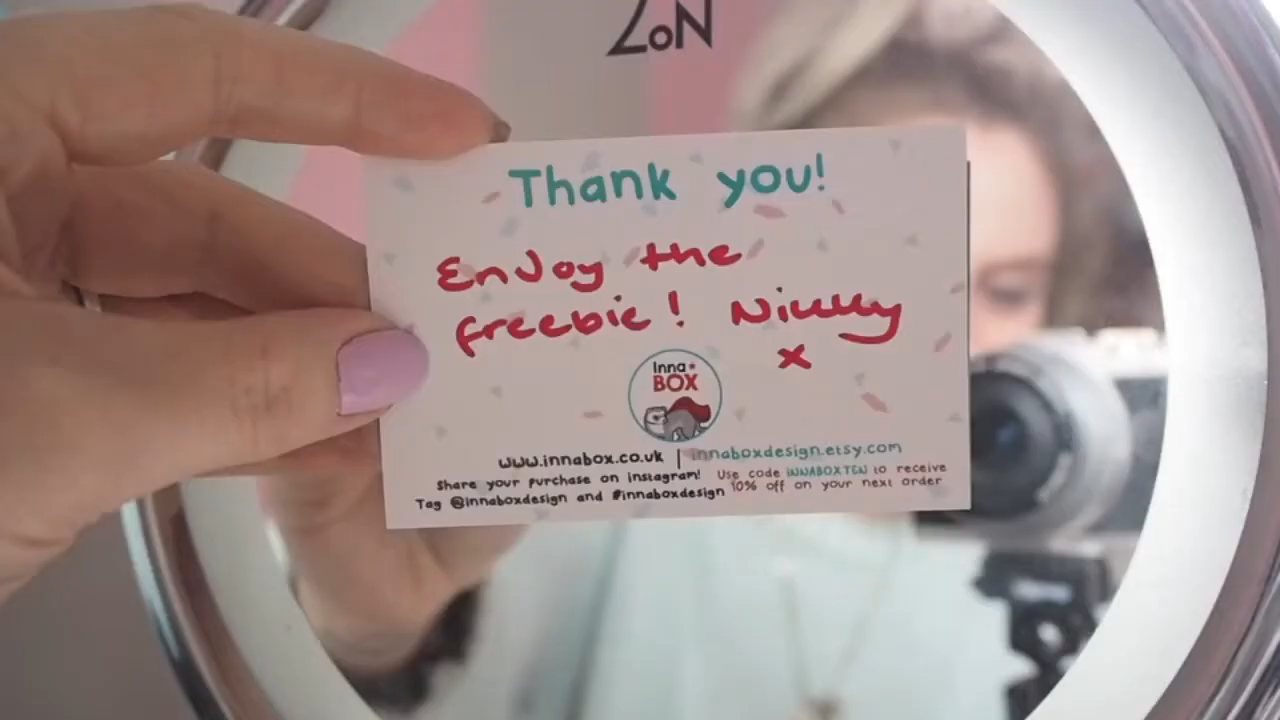 ZoN
Thank you!
Enjoy the
freebie! Nikky
x
Inna
BOX
www.innabox.co.uk | innaboxdesign.etsy.com
Share your purchase on instagram! Use code INNABOXTEN to receive
Tag @innaboxdesign and #innaboxdesign 10% off on your next order